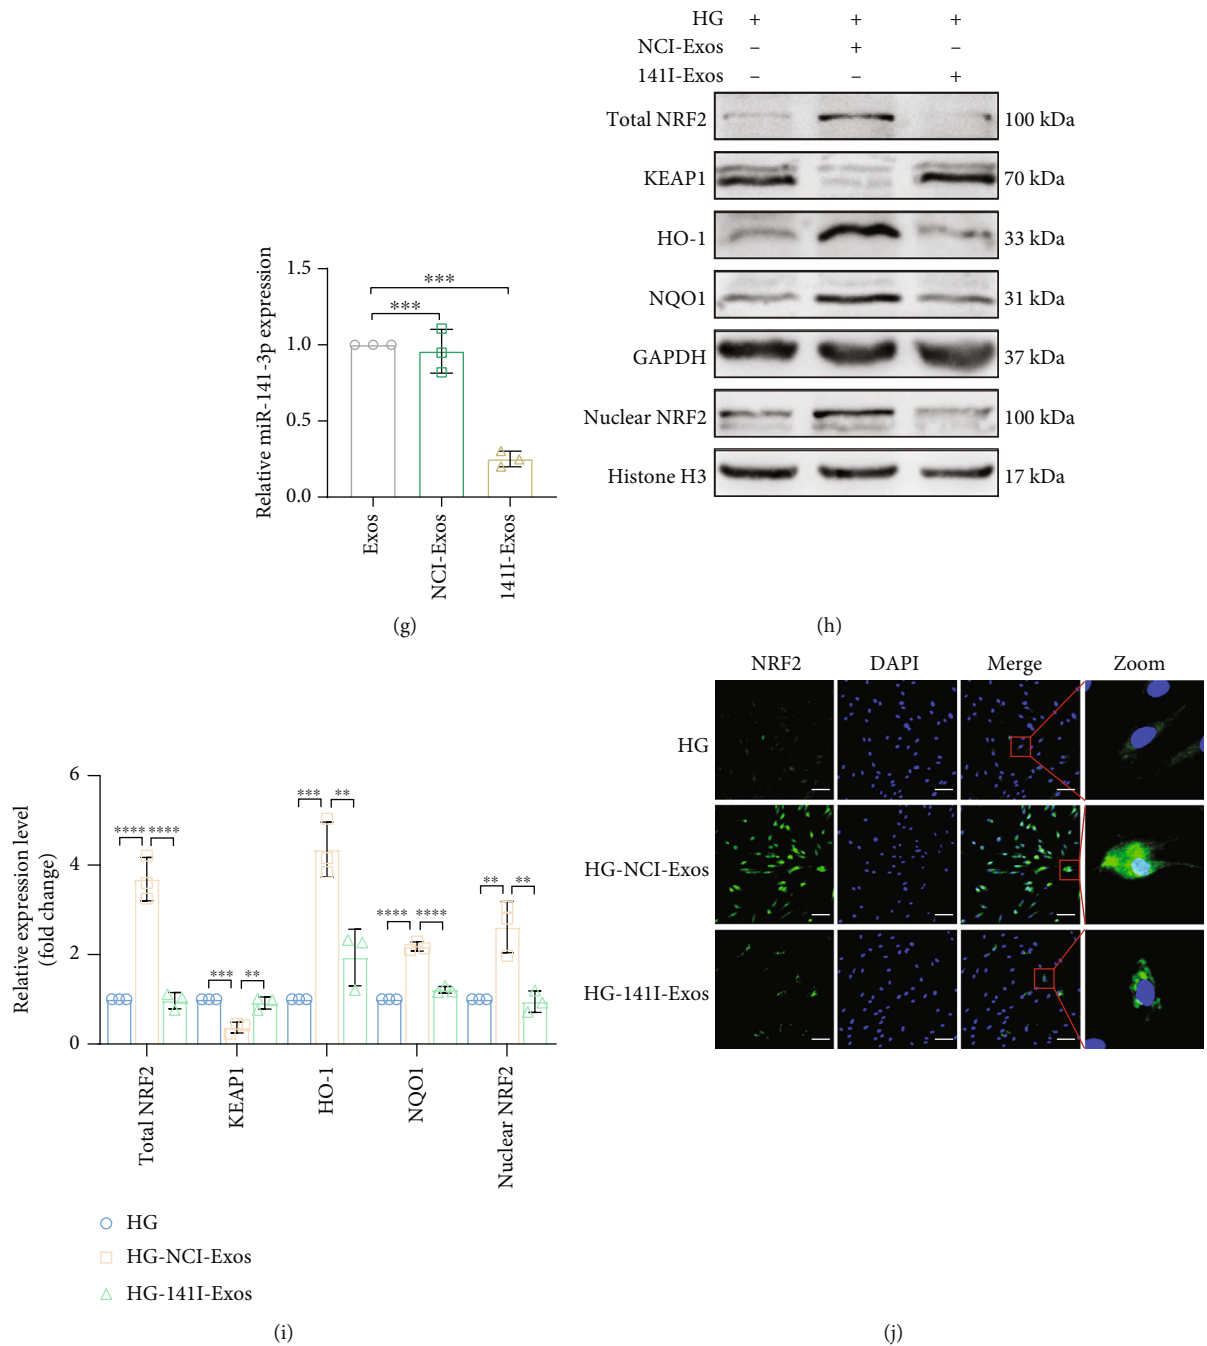 HG + + +
NCI-Exos – + –
141I-Exos – – +
Total NRF2 100 kDa
KEAP1 70 kDa
HO-1 33 kDa
NQO1 31 kDa
GAPDH 37 kDa
Nuclear NRF2 100 kDa
Histone H3 17 kDa
(h)
Relative miR-141-3p expression
1.5
1.0
0.5
0.0
***
***
Exos
NCI-Exos
141I-Exos
(g)
Relative expression level
(fold change)
6
4
2
0
**** ****
*** **
*** **
**** ****
** **
Total NRF2
KEAP1
HO-1
NQO1
Nuclear NRF2
HG
HG-NCI-Exos
HG-141I-Exos
(i)
NRF2 DAPI Merge Zoom
HG
HG-NCI-Exos
HG-141I-Exos
(j)